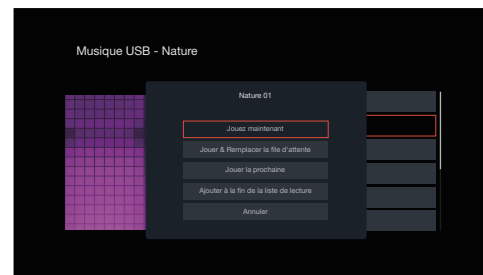 Musique USB - Nature
Nature 01
Jouez maintenant
Jouer & Remplacer la file d'attente
Jouer la prochaine
Ajouter à la fin de la liste de lecture
Annuler